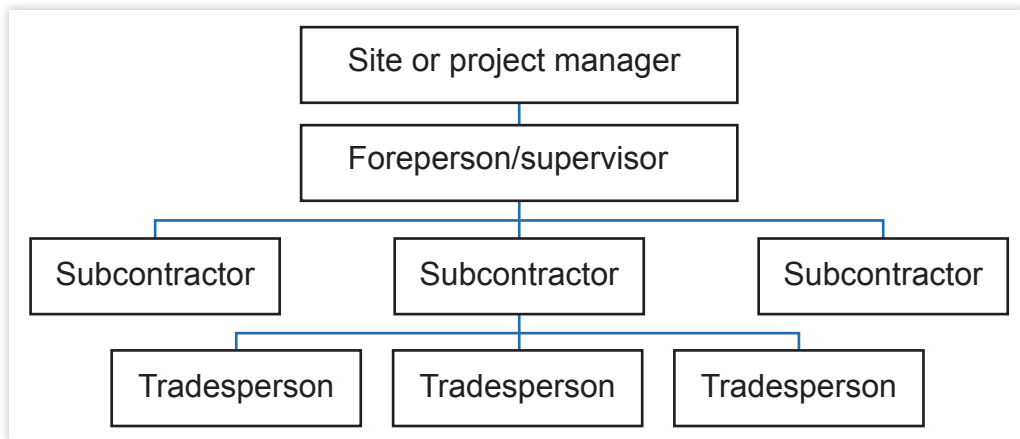 Site or project manager
Foreperson/supervisor
Subcontractor
Subcontractor
Subcontractor
Tradesperson
Tradesperson
Tradesperson